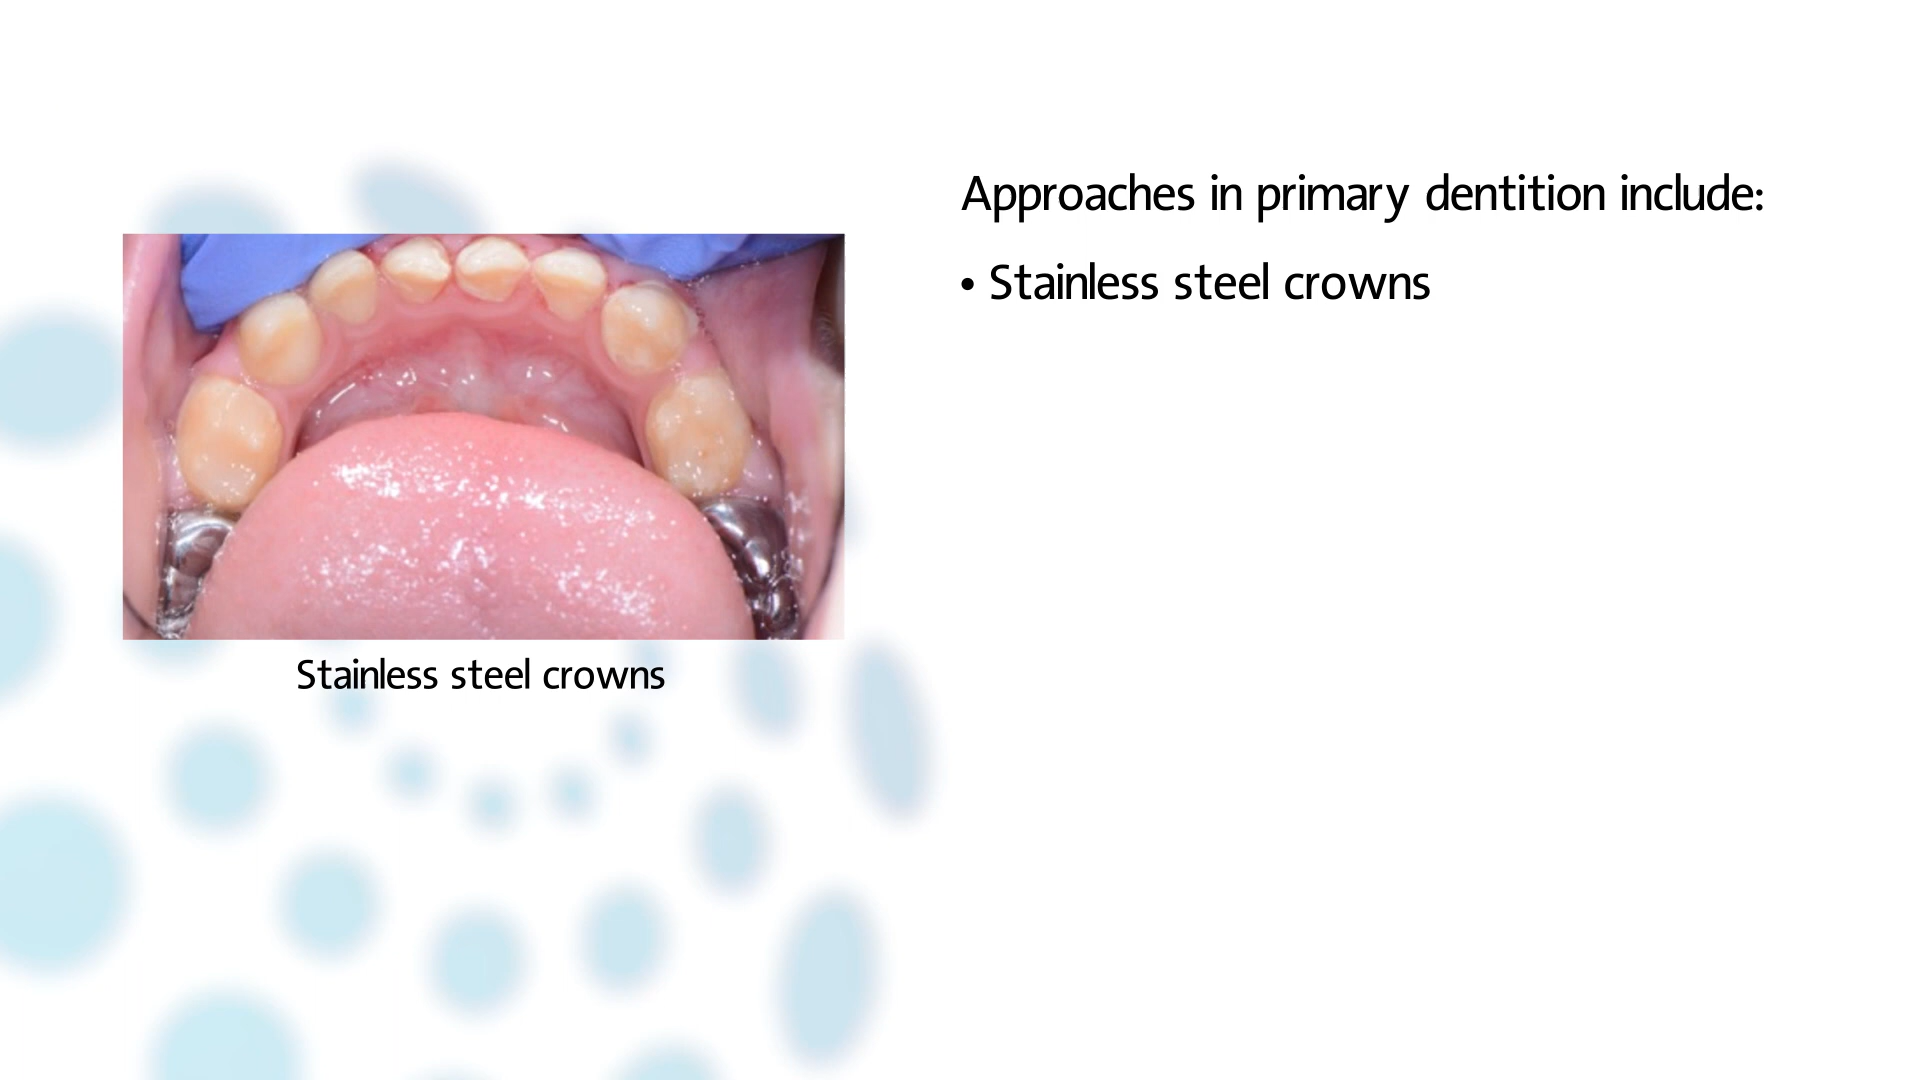 Approaches in primary dentition include:
• Stainless steel crowns
Stainless steel crowns